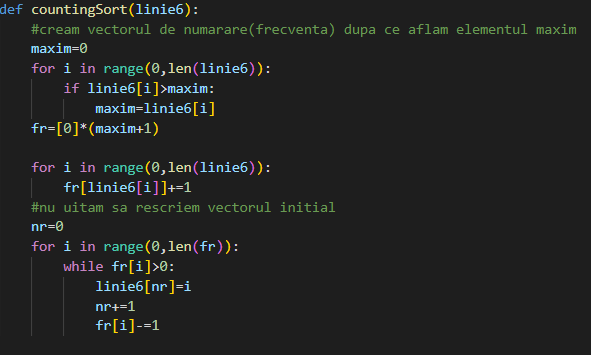 def countingSort(linie6):
    #cream vectorul de numarare(frecventa) dupa ce aflam elementul maxim
    maxim=0
    for i in range(0,len(linie6)):
        if linie6[i]>maxim:
            maxim=linie6[i]
    fr=[0]*(maxim+1)

    for i in range(0,len(linie6)):
        fr[linie6[i]]+=1
    #nu uitam sa rescriem vectorul initial
    nr=0
    for i in range(0,len(fr)):
        while fr[i]>0:
            linie6[nr]=i
            nr+=1
            fr[i]-=1